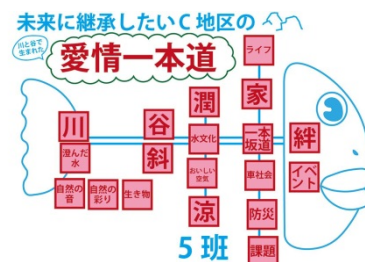 未来に継承したいC地区の
川と谷で
生まれた
愛情一本道
ライフ
家
潤
川
谷
水文化
一本
坂道
絆
澄んだ
水
斜
おいしい
空気
車社会
イベ
ント
自然の
音
自然の
彩り
生き物
涼
防災
5班
課題